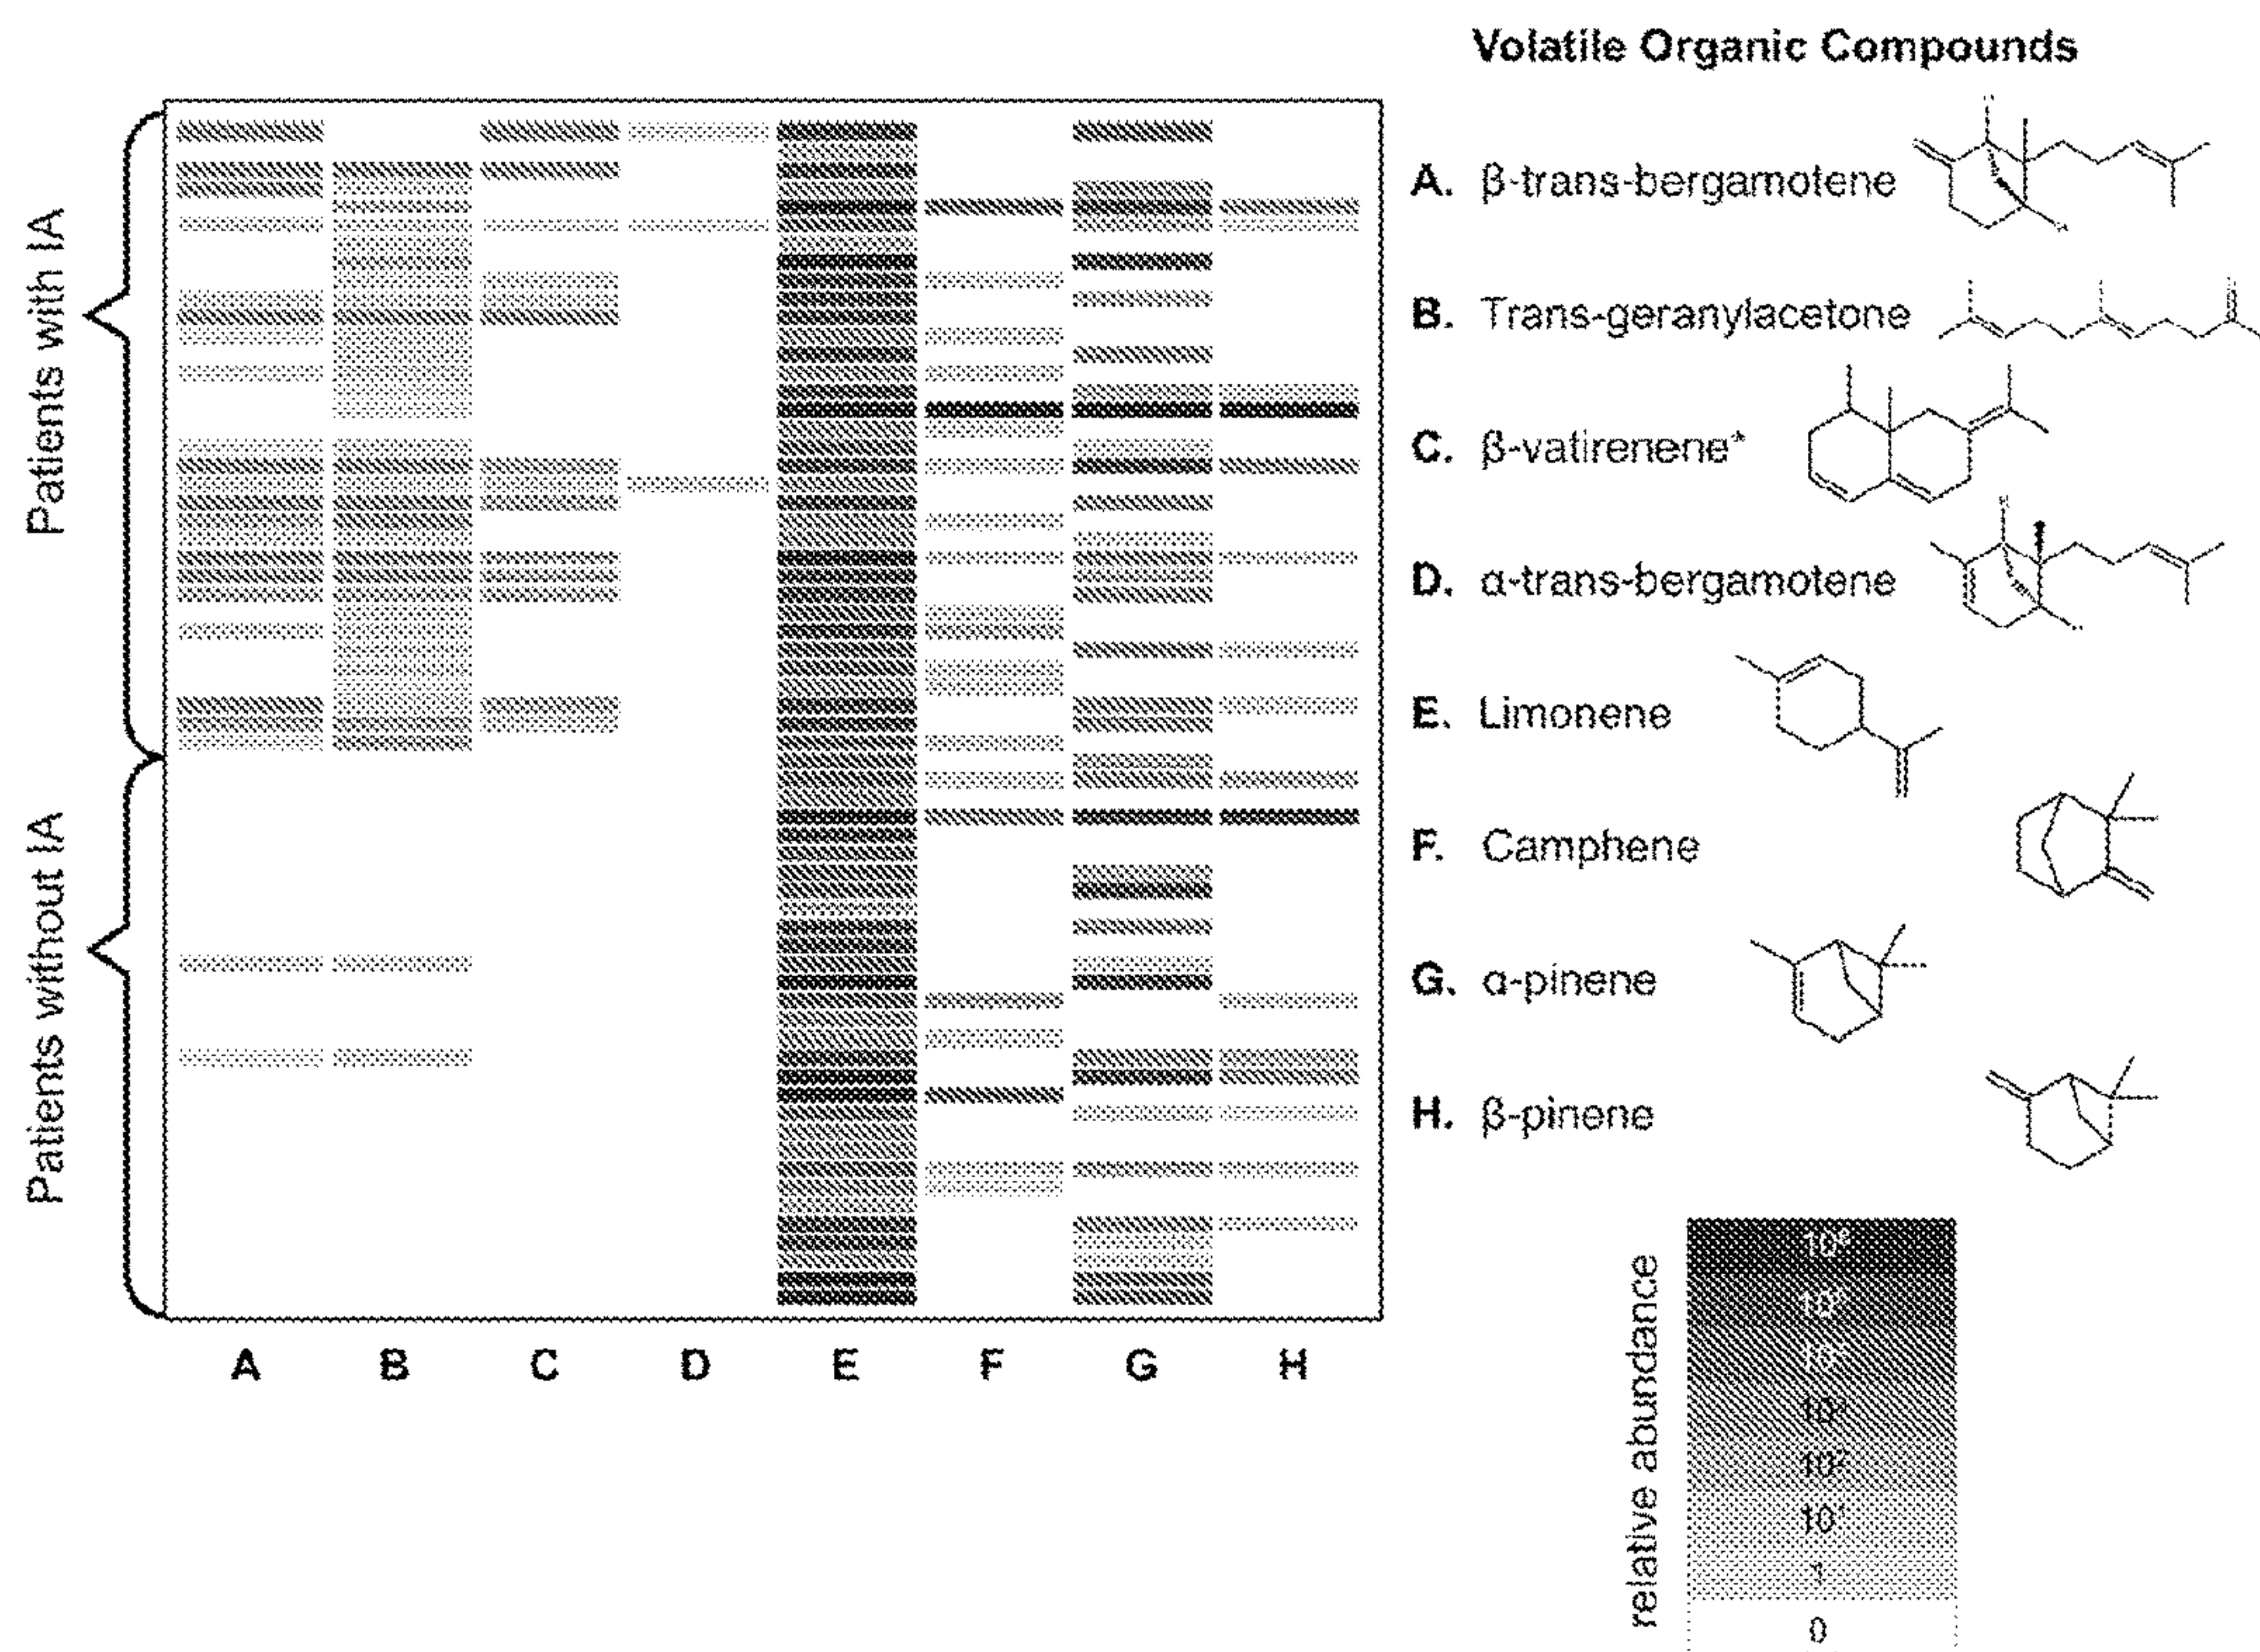 Volatile Organic Compounds
Patients with IA
Patients without IA
A. β-trans-bergamotene
B. Trans-geranylacetone
C. β-vatirenene*
D. α-trans-bergamotene
E. Limonene
F. Camphene
G. α-pinene
H. β-pinene
A B C D E F G H
relative abundance
10²
10¹
1
0